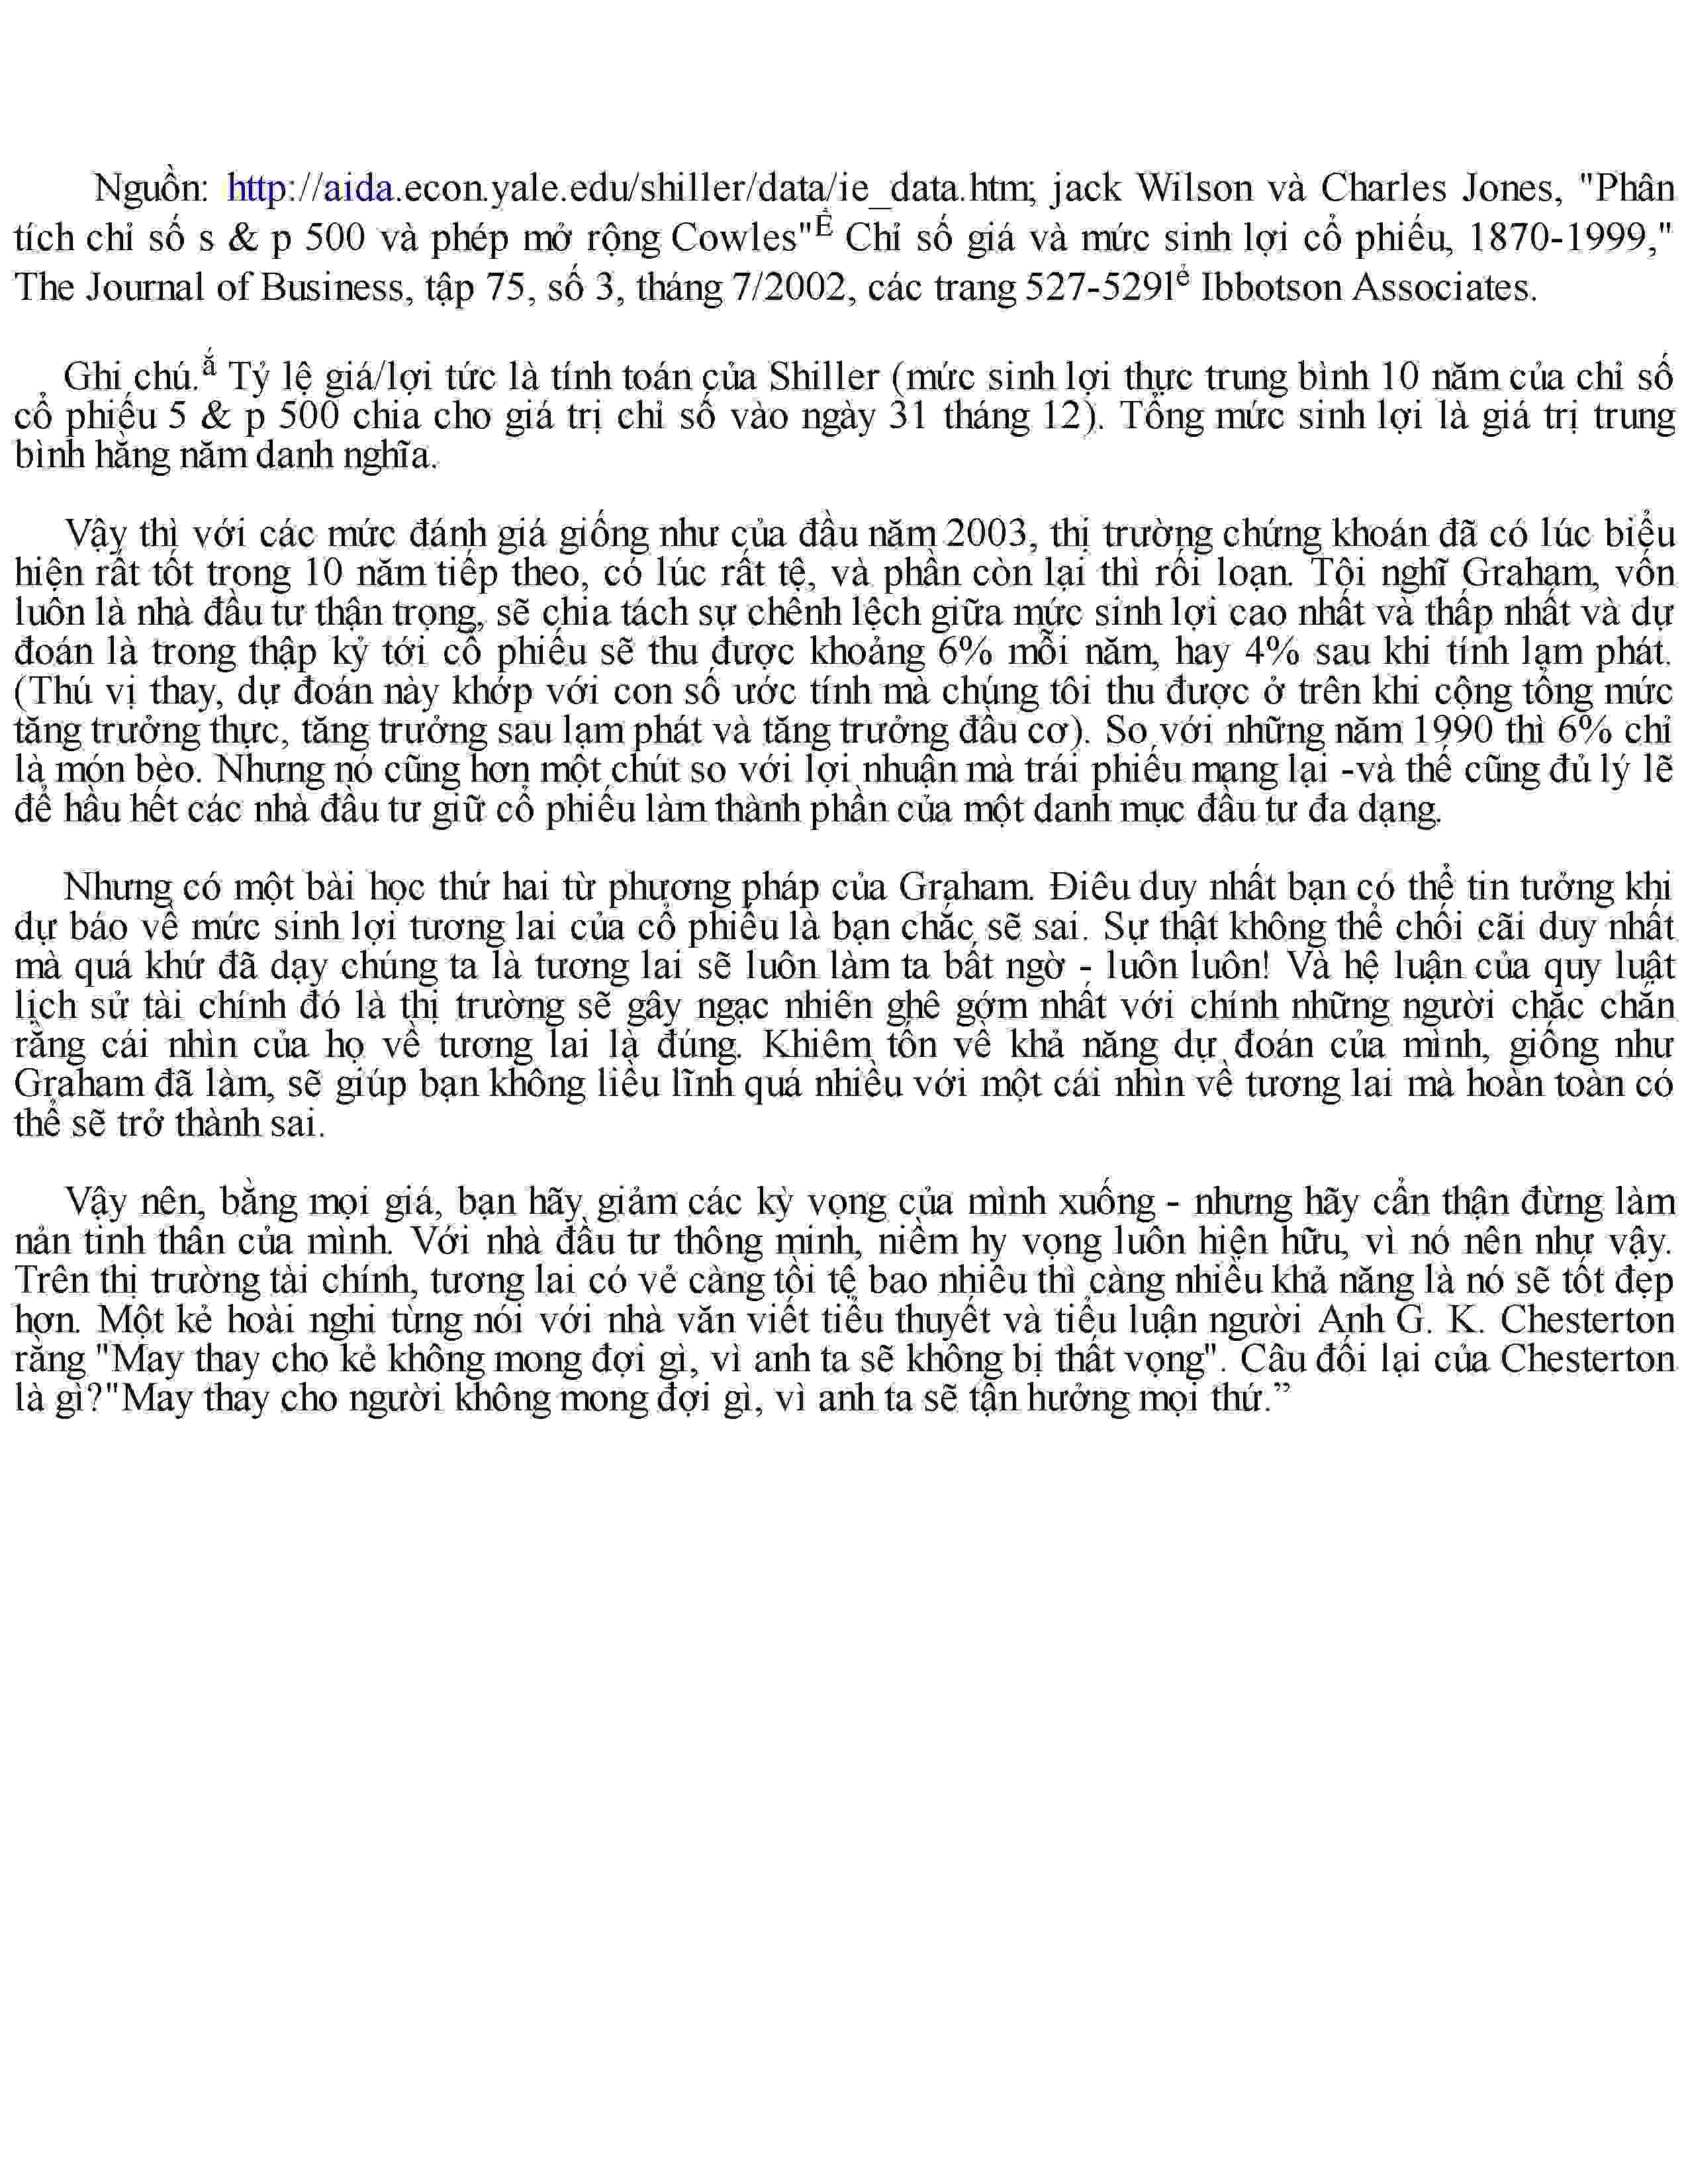 Nguồn: http://aida.econ.yale.edu/shiller/data/ie_data.htm; jack Wilson và Charles Jones, "Phân
tích chỉ số s & p 500 và phép mở rộng Cowles"Ể Chỉ số giá và mức sinh lợi cổ phiếu, 1870-1999,"
The Journal of Business, tập 75, số 3, tháng 7/2002, các trang 527-529lẻ Ibbotson Associates.
Ghi chú.ắ Tỷ lệ giá/lợi tức là tính toán của Shiller (mức sinh lợi thực trung bình 10 năm của chỉ số
cổ phiếu 5 & p 500 chia cho giá trị chỉ số vào ngày 31 tháng 12). Tổng mức sinh lợi là giá trị trung
bình hằng năm danh nghĩa.
Vậy thì với các mức đánh giá giống như của đầu năm 2003, thị trường chứng khoán đã có lúc biểu
hiện rất tốt trong 10 năm tiếp theo, có lúc rất tệ, và phần còn lại thì rối loạn. Tôi nghĩ Graham, vốn
luôn là nhà đầu tư thận trọng, sẽ chia tách sự chênh lệch giữa mức sinh lợi cao nhất và thấp nhất và dự
đoán là trong thập kỷ tới cổ phiếu sẽ thu được khoảng 6% mỗi năm, hay 4% sau khi tính lạm phát.
(Thú vị thay, dự đoán này khớp với con số ước tính mà chúng tôi thu được ở trên khi cộng tổng mức
tăng trưởng thực, tăng trưởng sau lạm phát và tăng trưởng đầu cơ). So với những năm 1990 thì 6% chỉ
là món bèo. Nhưng nó cũng hơn một chút so với lợi nhuận mà trái phiếu mang lại -và thế cũng đủ lý lẽ
để hầu hết các nhà đầu tư giữ cổ phiếu làm thành phần của một danh mục đầu tư đa dạng.
Nhưng có một bài học thứ hai từ phương pháp của Graham. Điêu duy nhất bạn có thể tin tưởng khi
dự báo về mức sinh lợi tương lai của cổ phiếu là bạn chắc sẽ sai. Sự thật không thể chối cãi duy nhất
mà quá khứ đã dạy chúng ta là tương lai sẽ luôn làm ta bất ngờ - luôn luôn! Và hệ luận của quy luật
lịch sử tài chính đó là thị trường sẽ gây ngạc nhiên ghê gớm nhất với chính những người chắc chắn
rằng cái nhìn của họ về tương lai là đúng. Khiêm tốn về khả năng dự đoán của mình, giống như
Graham đã làm, sẽ giúp bạn không liều lĩnh quá nhiều với một cái nhìn về tương lai mà hoàn toàn có
thể sẽ trở thành sai.
Vậy nên, bằng mọi giá, bạn hãy giảm các kỳ vọng của mình xuống - nhưng hãy cẩn thận đừng làm
nản tinh thần của mình. Với nhà đầu tư thông minh, niềm hy vọng luôn hiện hữu, vì nó nên như vậy.
Trên thị trường tài chính, tương lai có vẻ càng tồi tệ bao nhiêu thì càng nhiều khả năng là nó sẽ tốt đẹp
hơn. Một kẻ hoài nghi từng nói với nhà văn viết tiểu thuyết và tiểu luận người Anh G. K. Chesterton
rằng "May thay cho kẻ không mong đợi gì, vì anh ta sẽ không bị thất vọng". Câu đối lại của Chesterton
là gì?"May thay cho người không mong đợi gì, vì anh ta sẽ tận hưởng mọi thứ.”